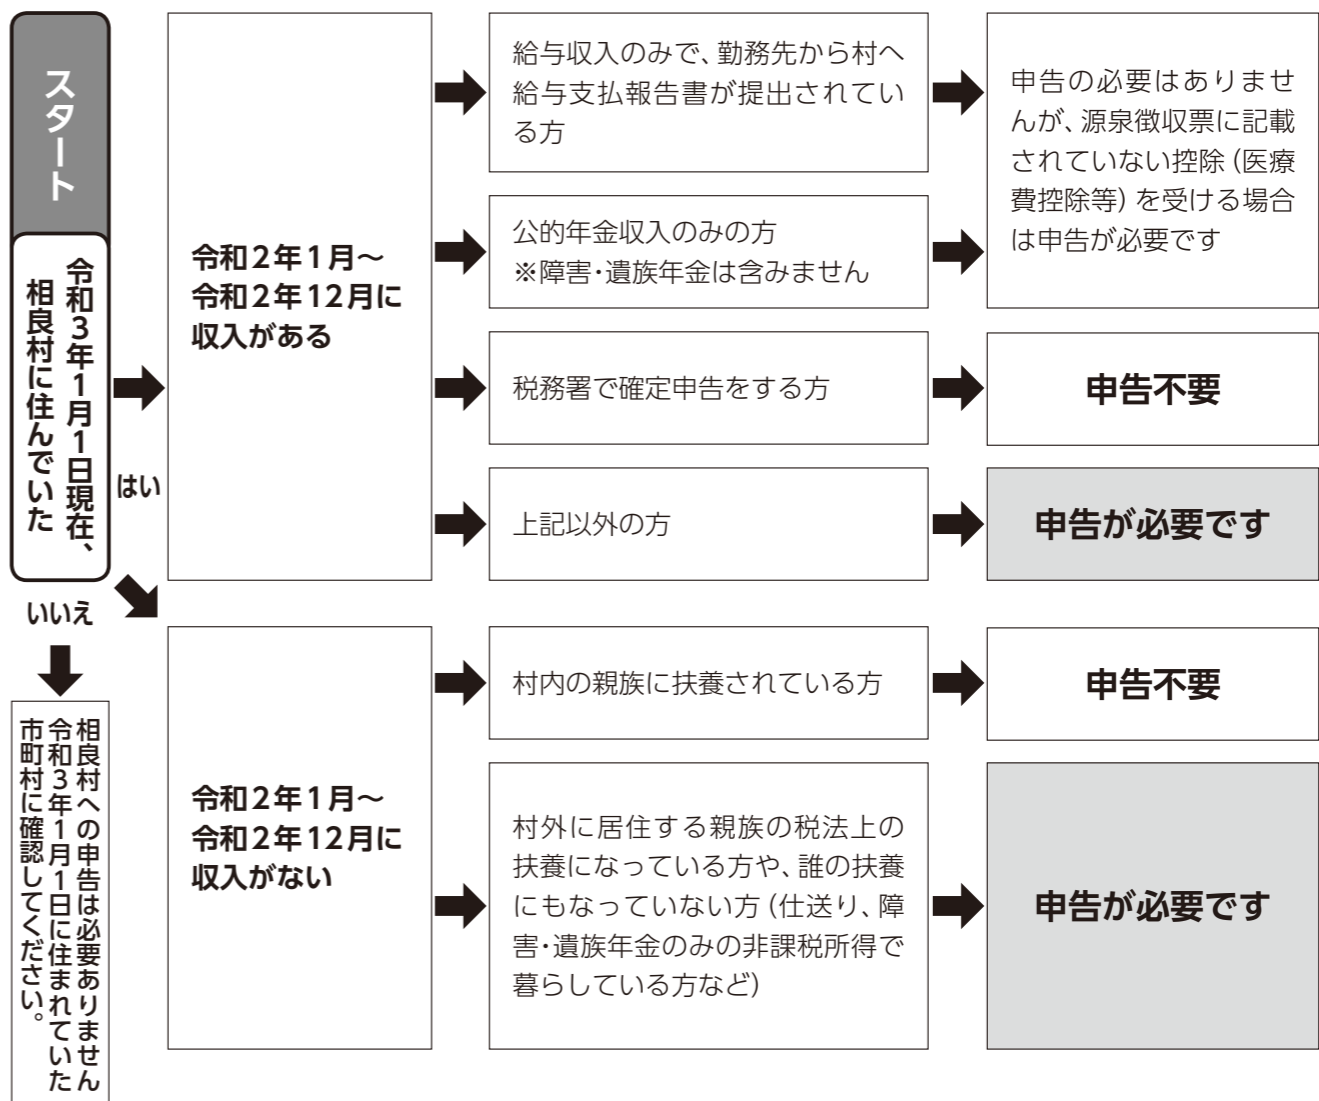 スタート
令和3年1月1日現在、
相良村に住んでいた
はい
いいえ
相良村への申告は必要ありません
令和3年1月1日に住まれていた
市町村に確認してください。
令和2年1月～
令和2年12月に
収入がある
給与収入のみで、勤務先から村へ
給与支払報告書が提出されてい
る方
公的年金収入のみの方
※障害・遺族年金は含みません
申告の必要はありませ
んが、源泉徴収票に記載
されていない控除（医療
費控除等）を受ける場合
は申告が必要です
税務署で確定申告をする方
申告不要
上記以外の方
申告が必要です
令和2年1月～
令和2年12月に
収入がない
村内の親族に扶養されている方
申告不要
村外に居住する親族の税法上の
扶養になっている方や、誰の扶養
にもなっていない方（仕送り、障
害・遺族年金のみの非課税所得で
暮らしている方など）
申告が必要です